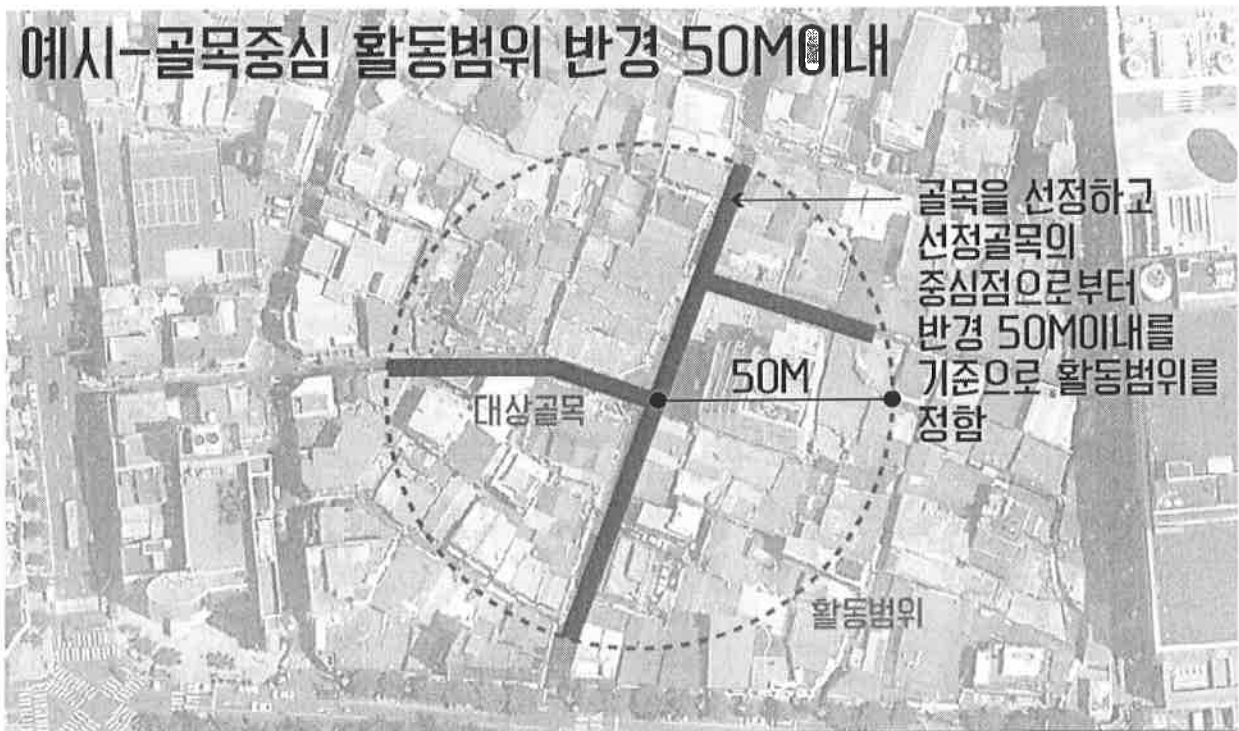 예시-골목중심 활동범위 반경 50M이내
골목을 선정하고
선정골목의
중심점으로부터
반경 50M이내를
기준으로 활동범위를
정함
50M
대상골목
활동범위